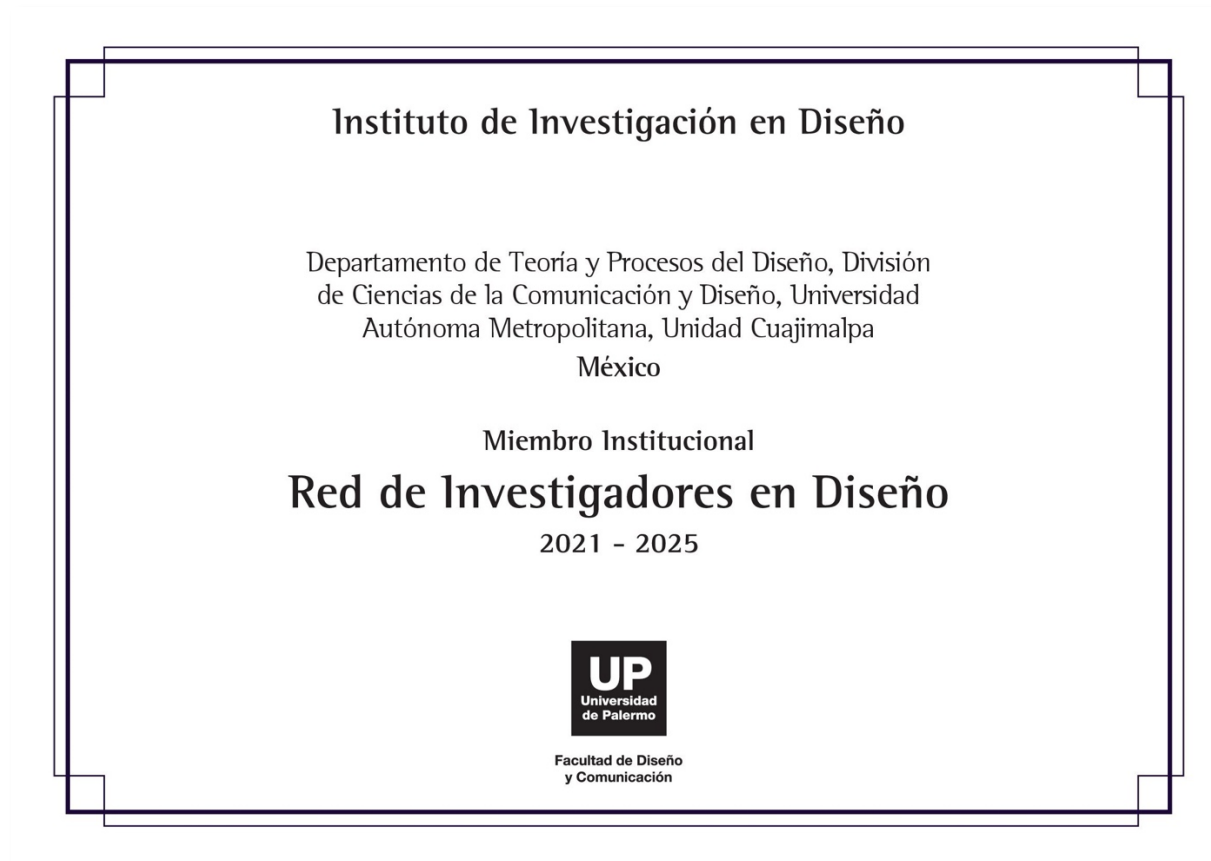 Instituto de Investigación en Diseño
Departamento de Teoría y Procesos del Diseño, División
de Ciencias de la Comunicación y Diseño, Universidad
Autónoma Metropolitana, Unidad Cuajimalpa
México
Miembro Institucional
Red de Investigadores en Diseño
2021 - 2025
UP
Universidad
de Palermo
Facultad de Diseño
y Comunicación